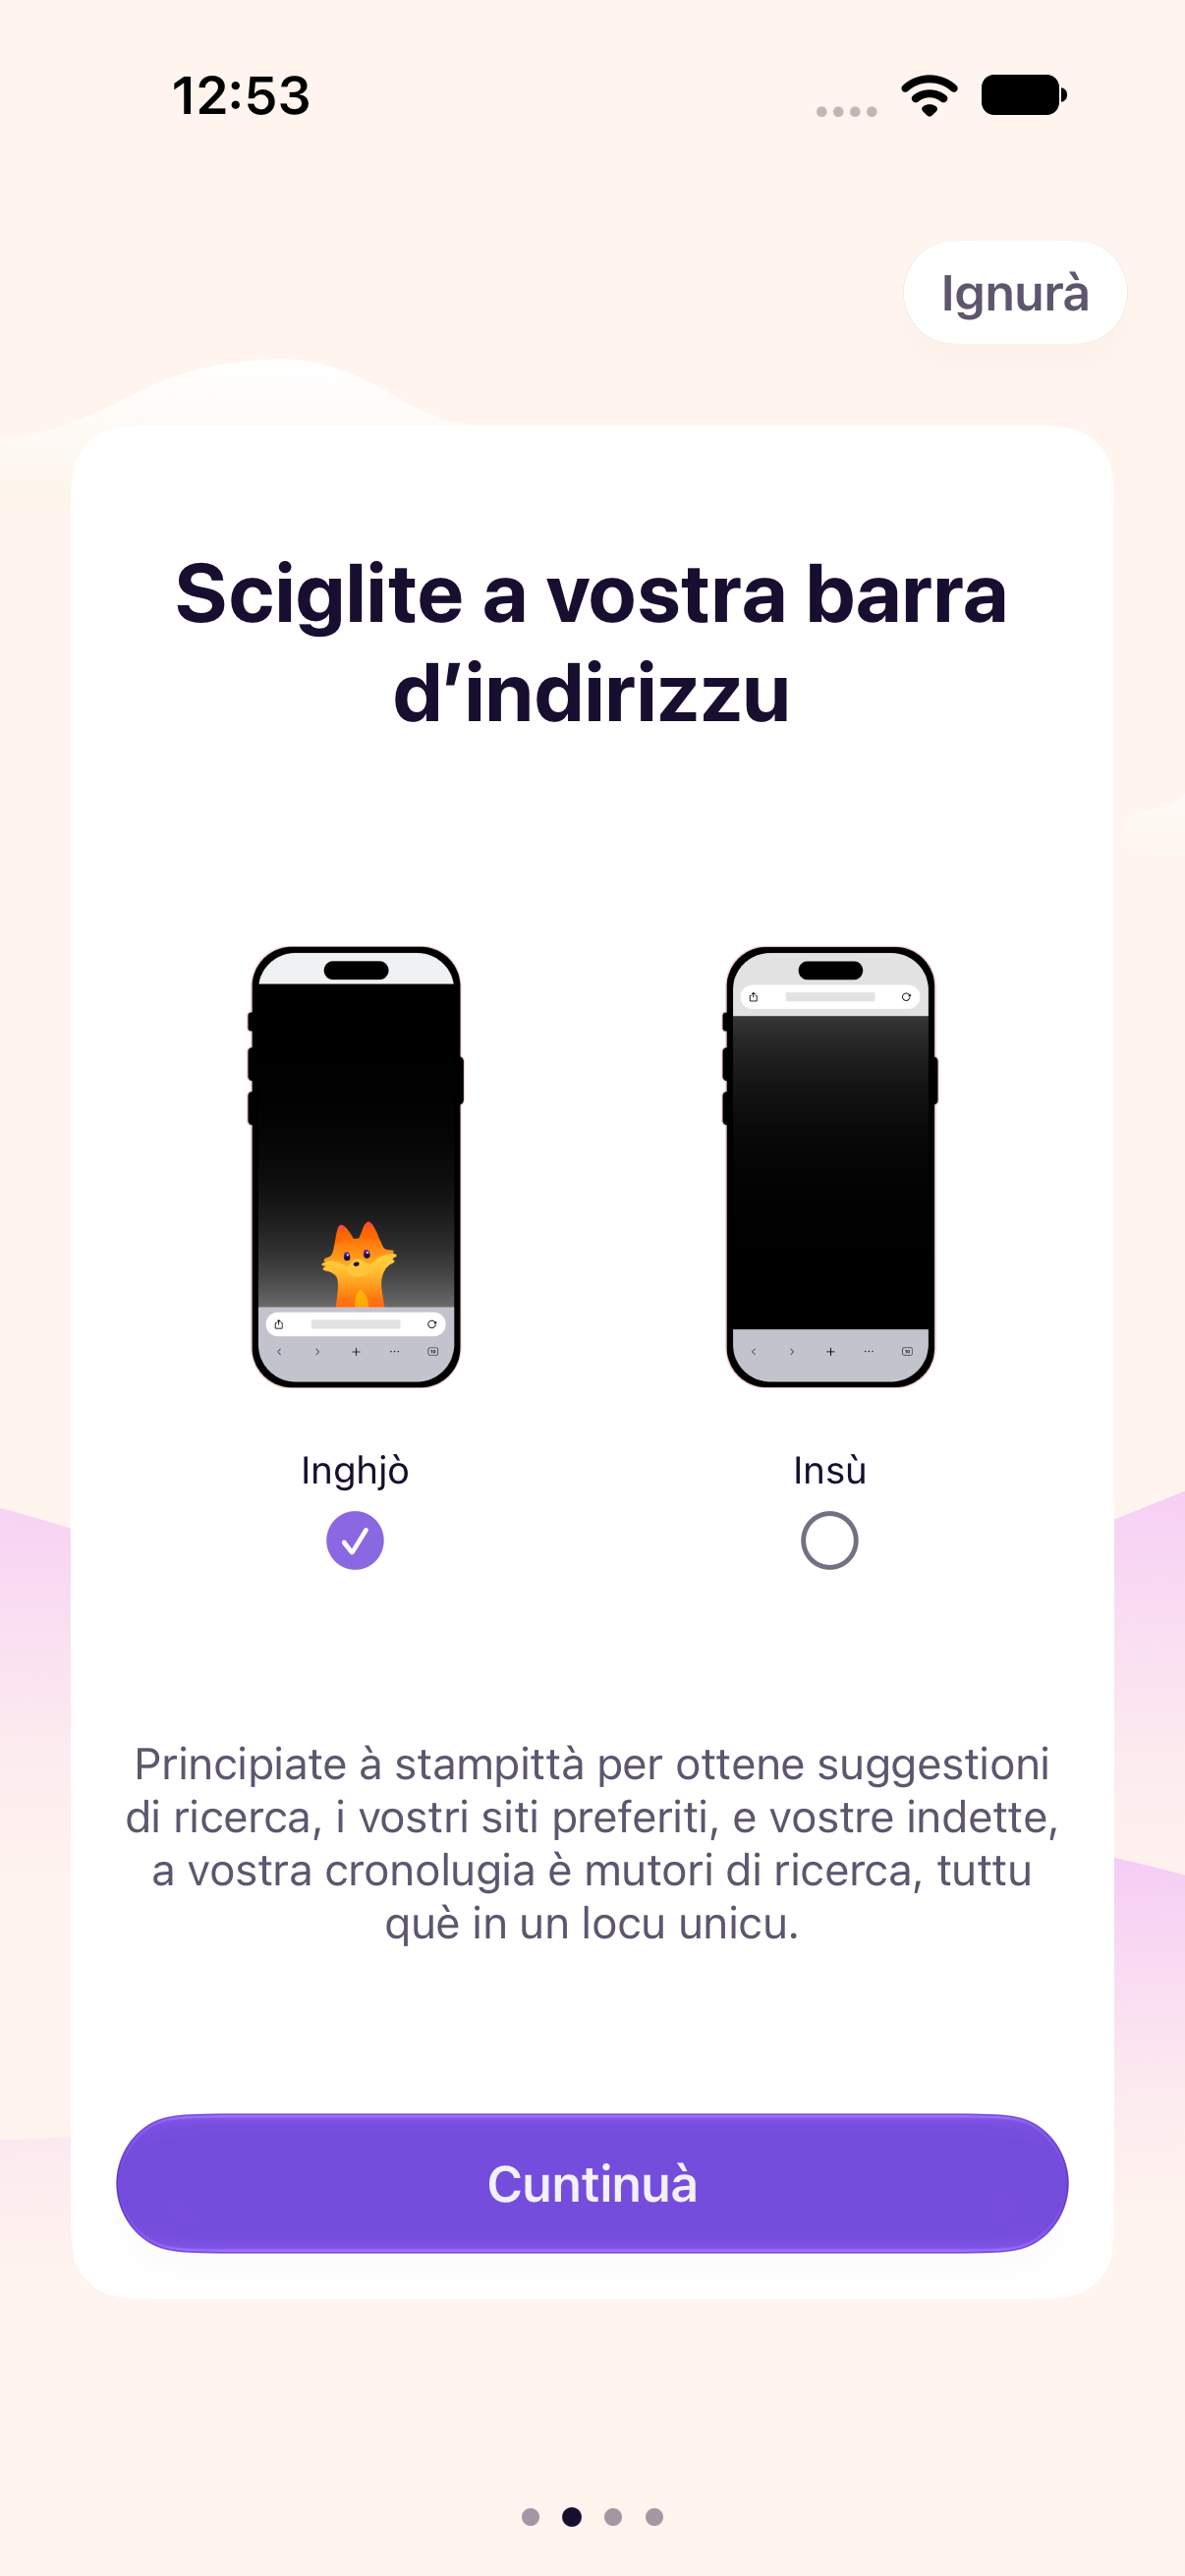 12:53
Ignurà
Sciglite a vostra barra
d’indirizzu
Inghjò
Insù
Principiate à stampittà per ottene suggestioni
di ricerca, i vostri siti preferiti, e vostre indette,
a vostra cronolugia è mutori di ricerca, tuttu
què in un locu unicu.
Cuntinuà